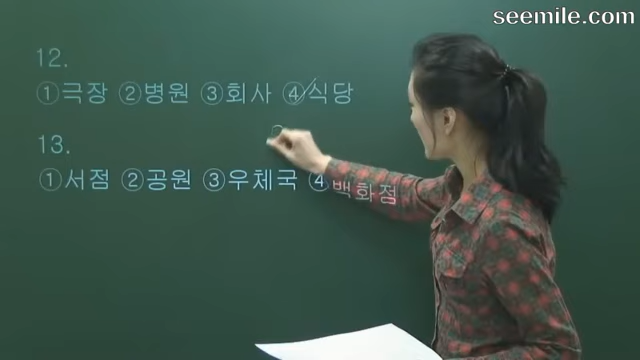 seemile.com
12.
①극장 ②병원 ③회사 ④식당
13.
①서점 ②공원 ③우체국 ④백화점